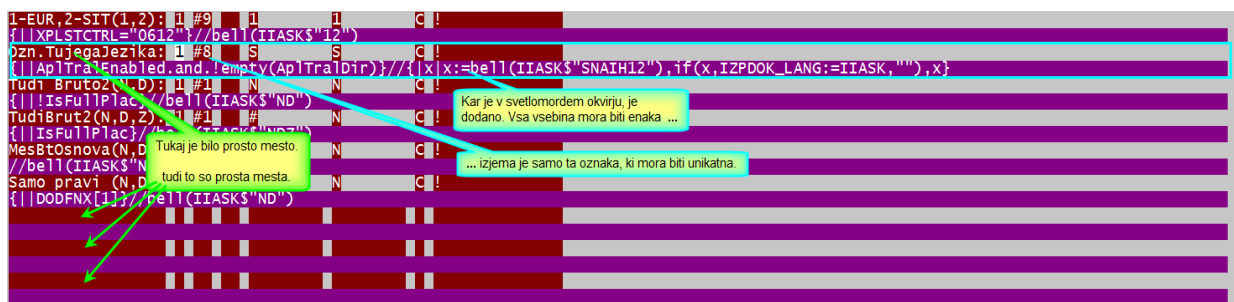 1-EUR,2-SIT(1,2): 1 #9 1 1 C !
{||XPLSTCTRL="0612"}//bell(IIASK$"12")
Ozn.TujegaJezika: 1 #8 S S C !
{||AplTralEnabled.and.!empty(AplTralDir)}//{|x|x:=bell(IIASK$"SNAIH12"),if(x,IZPDOK_LANG:=IIASK,""),x}
Tudi Bruto2(N,D): 1 #1 N N C !
{||!IsFullPlac}//bell(IIASK$"ND")
TudiBrut2(N,D,Z): 1 #1 # N C !
{||IsFullPlac}//bell(IIASK$"NDZ")
MesBtOsnova(N,D N C !
//bell(IIASK$"N
Samo pravi (N,D N C !
{||DODFNX[1]}//bell(IIASK$"ND")
Kar je v svetlomordem okvirju, je
dodano. Vsa vsebina mora biti enaka ...
Tukaj je bilo prosto mesto.
tudi to so prosta mesta.
... izjema je samo ta oznaka, ki mora biti unikatna.